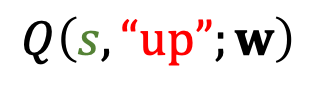 Q(s, “up”; w)